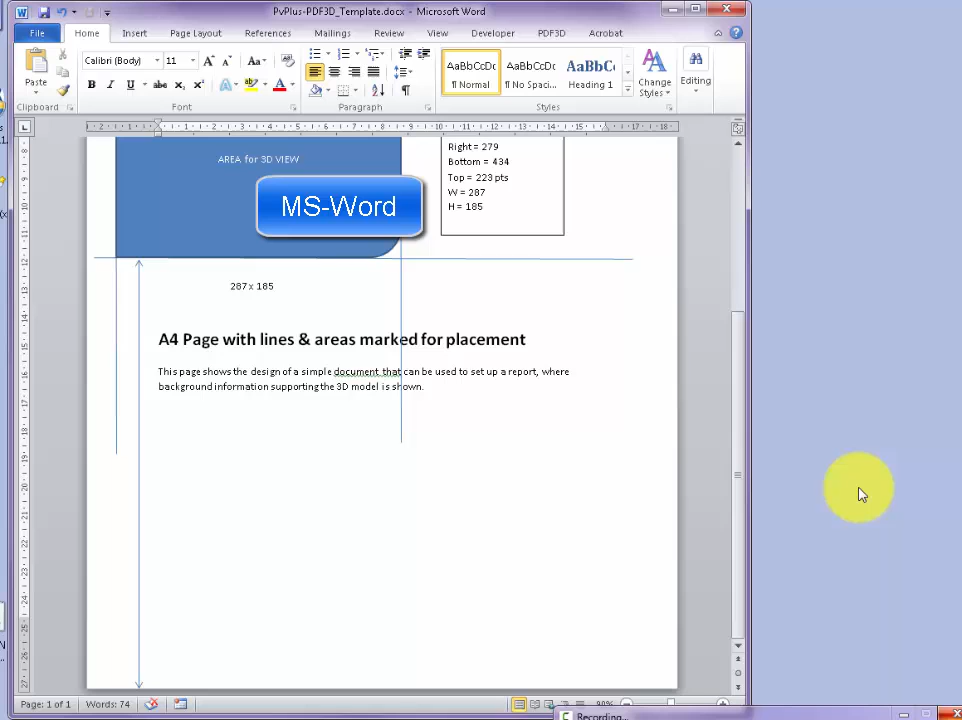 PvPlus-PDF3D_Template.docx - Microsoft Word
File Home Insert Page Layout References Mailings Review View Developer PDF3D Acrobat
Paste
Calibri (Body) 11
B I U abc x₂ x² A
AaBbCcDc AaBbCcDc AaBbC
¶ Normal ¶ No Spaci... Heading 1
Change Styles
Editing
Clipboard Font Paragraph Styles
AREA for 3D VIEW
Right = 279
Bottom = 434
Top = 223 pts
W = 287
H = 185
MS-Word
287 x 185
A4 Page with lines & areas marked for placement
This page shows the design of a simple document that can be used to set up a report, where
background information supporting the 3D model is shown.
Page: 1 of 1 Words: 74 90%
Recording...